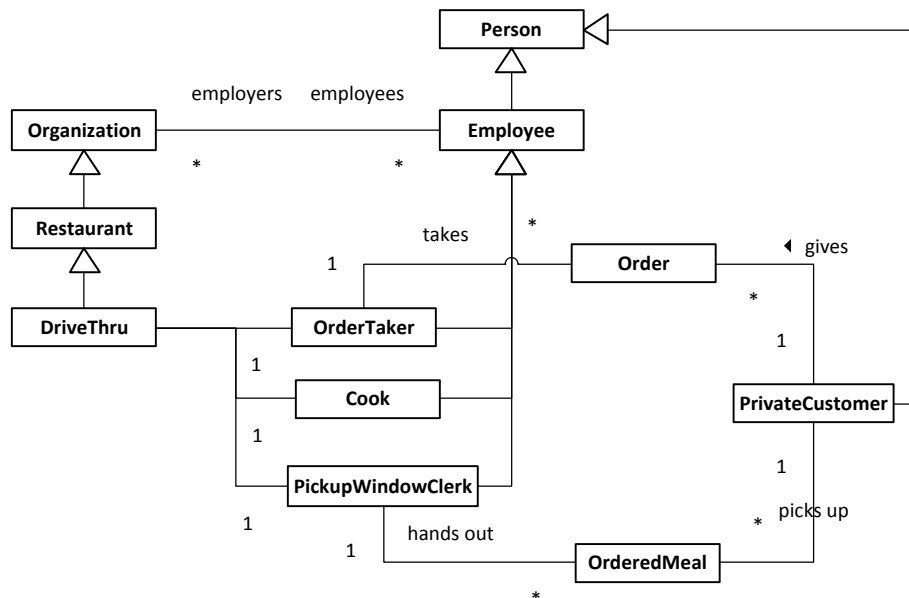 Person
employers employees
Organization
Employee
* *
Restaurant
*
takes
◄ gives
1
Order
*
DriveThru
OrderTaker
1
1
Cook
PrivateCustomer
1
1
PickupWindowClerk
1
hands out
* picks up
1
OrderedMeal
*